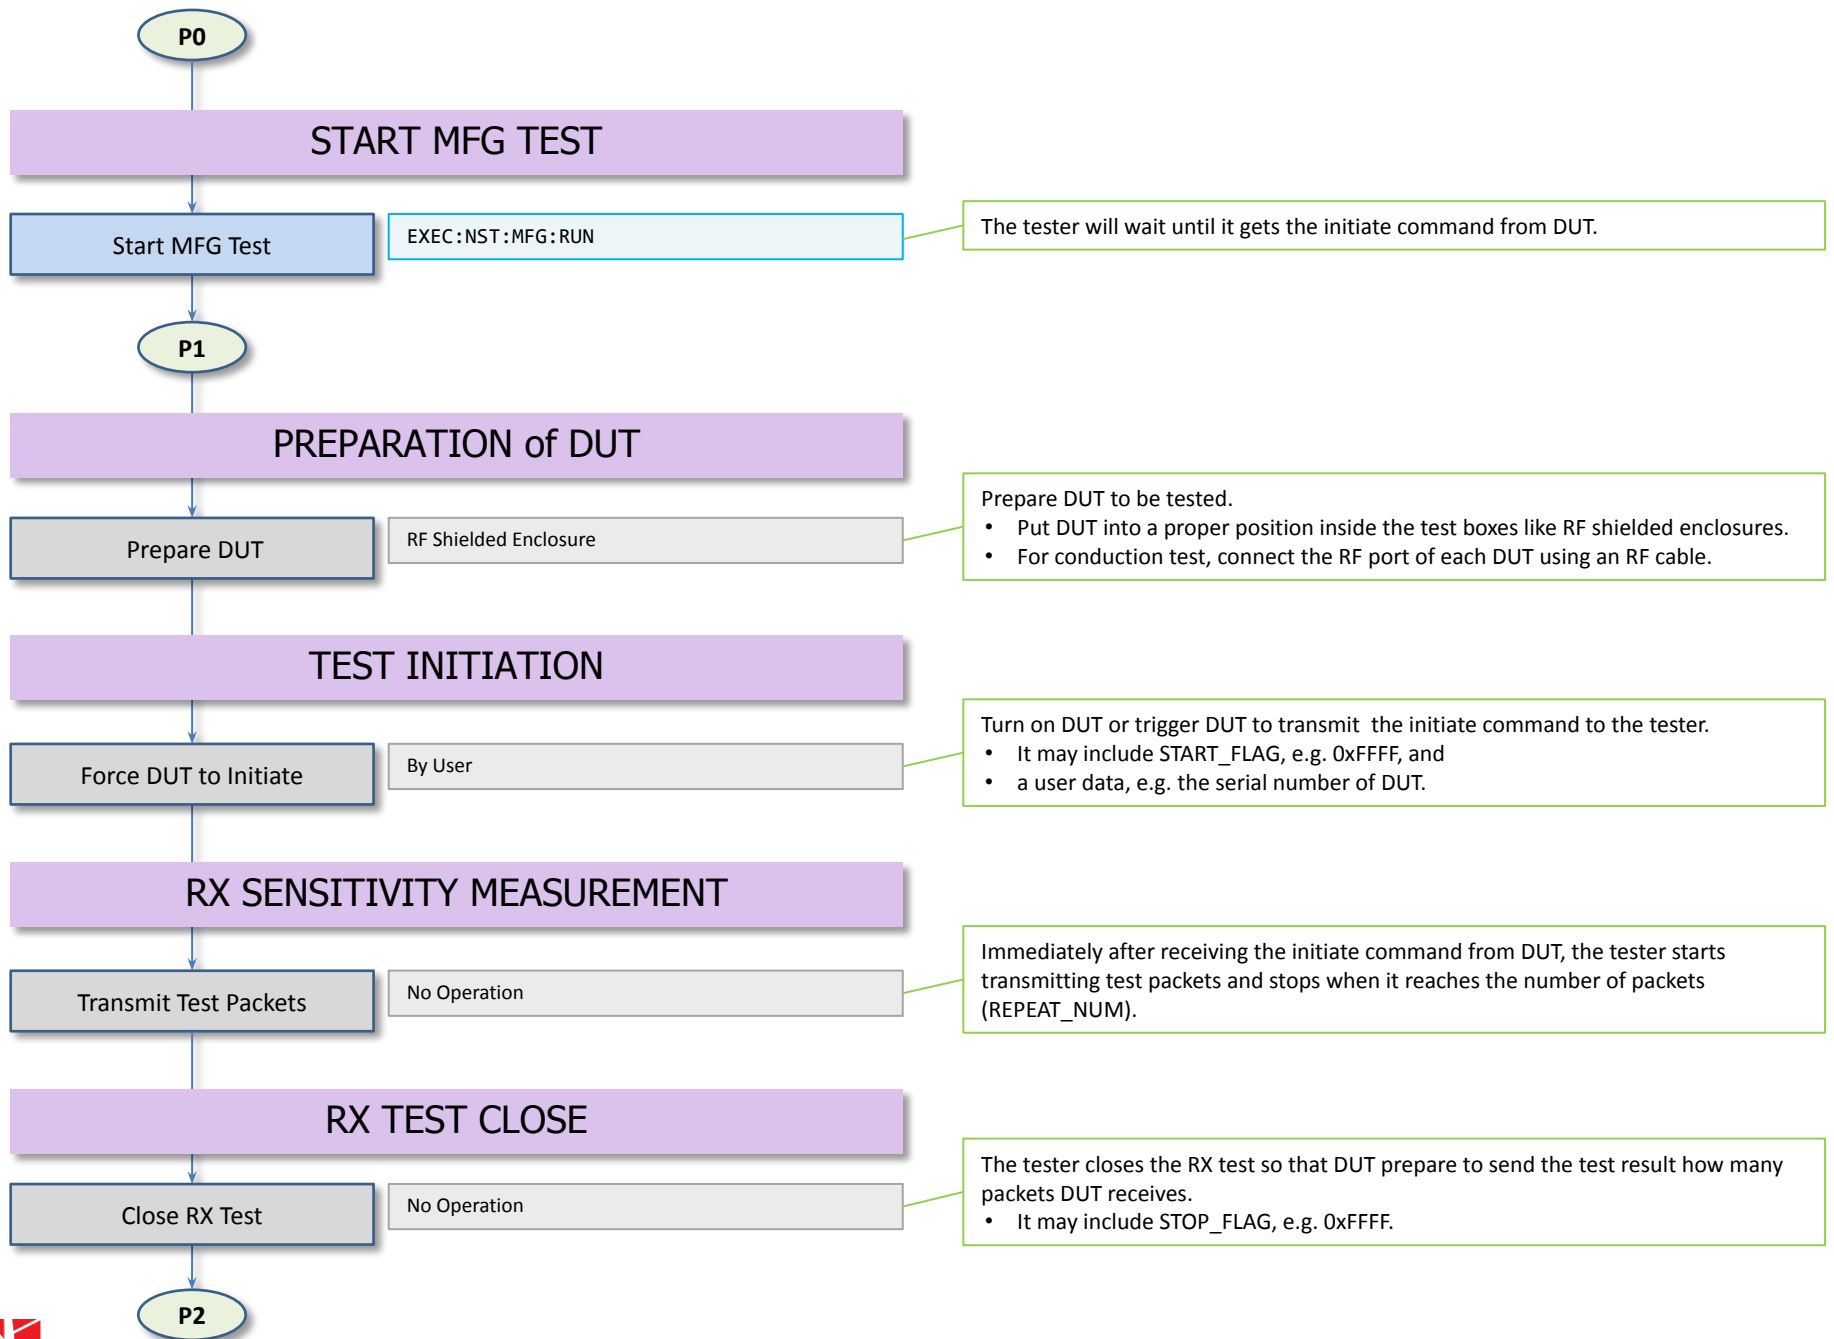 P0
START MFG TEST
Start MFG Test
EXEC:NST:MFG:RUN
The tester will wait until it gets the initiate command from DUT.
P1
PREPARATION of DUT
Prepare DUT
RF Shielded Enclosure
Prepare DUT to be tested.
• Put DUT into a proper position inside the test boxes like RF shielded enclosures.
• For conduction test, connect the RF port of each DUT using an RF cable.
TEST INITIATION
Force DUT to Initiate
By User
Turn on DUT or trigger DUT to transmit the initiate command to the tester.
• It may include START_FLAG, e.g. 0xFFFF, and
• a user data, e.g. the serial number of DUT.
RX SENSITIVITY MEASUREMENT
Transmit Test Packets
No Operation
Immediately after receiving the initiate command from DUT, the tester starts
transmitting test packets and stops when it reaches the number of packets
(REPEAT_NUM).
RX TEST CLOSE
Close RX Test
No Operation
The tester closes the RX test so that DUT prepare to send the test result how many
packets DUT receives.
• It may include STOP_FLAG, e.g. 0xFFFF.
P2